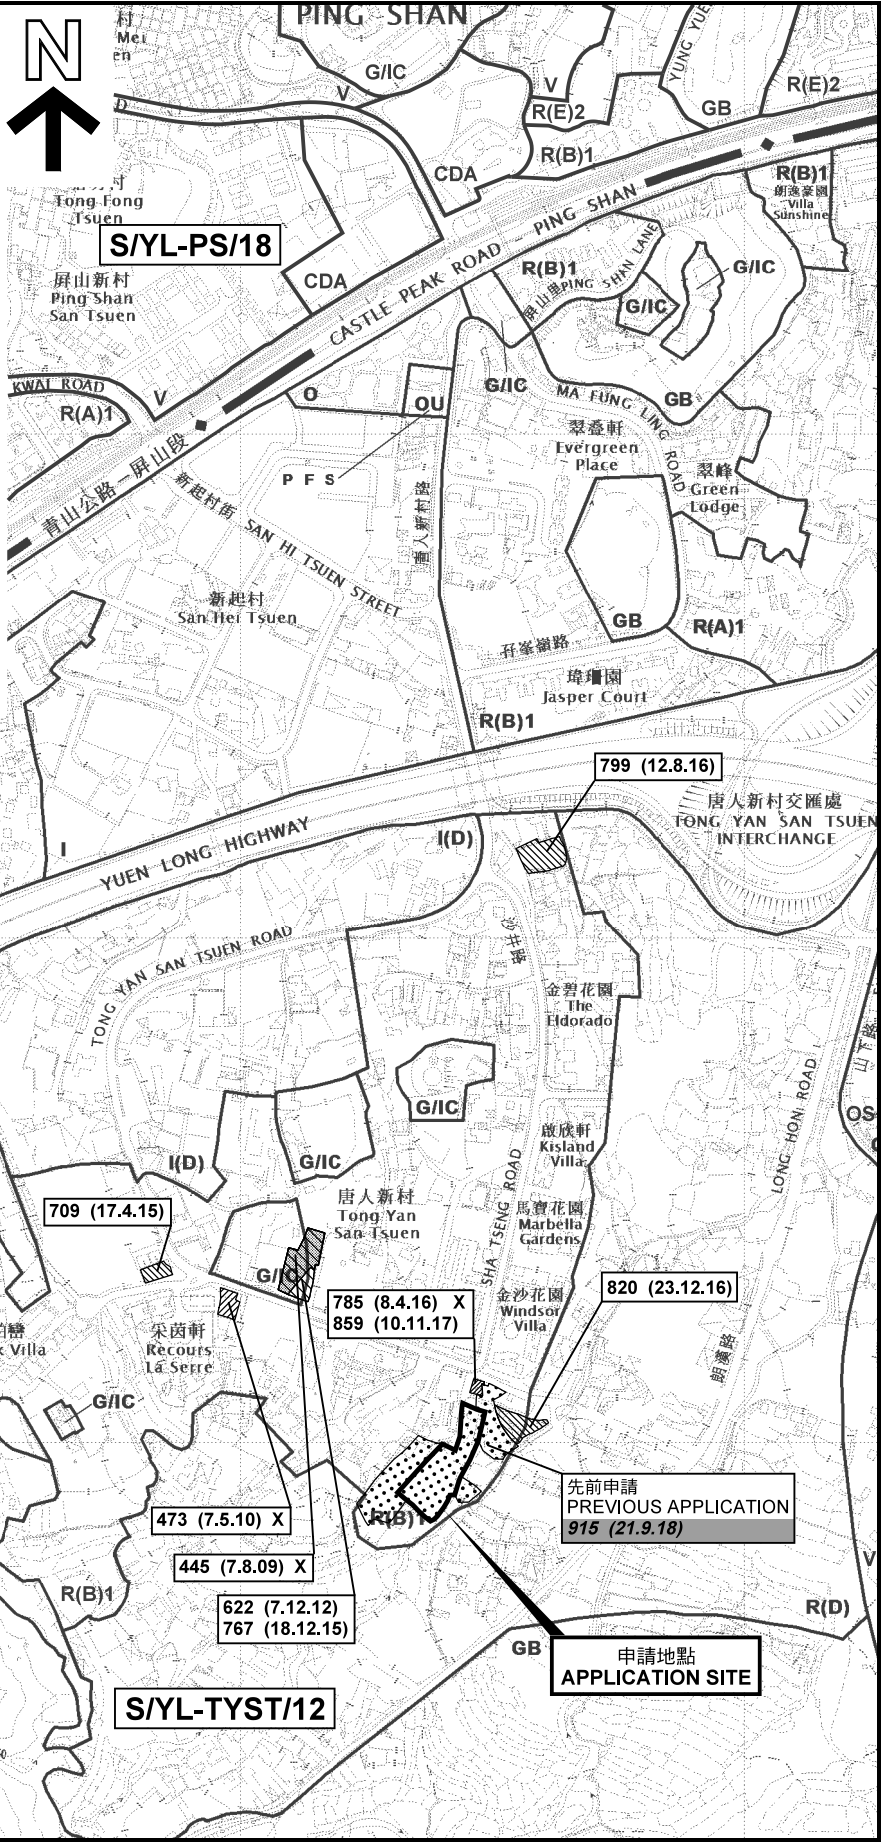 N
PING SHAN
村
Mei
en
G/IC
V
V
R(E)2
YUNG YUE
GB
R(E)2
R(B)1
CDA
R(B)1
朗逸豪園
Villa
Sunshine
Tong Fong
Tsuen
S/YL-PS/18
屏山新村
Ping Shan
San Tsuen
CDA
CASTLE PEAK ROAD – PING SHAN
R(B)1
屏山里 PING SHAN LANE
G/IC
G/IC
KWAI ROAD
V
R(A)1
O
OU
G/IC
MA FUNG LING ROAD
GB
翠叠軒
Evergreen
Place
翠峰
Green
Lodge
P F S
青山公路－屏山段
新起村街 SAN HI TSUEN STREET
唐人新村路
新起村
San Hei Tsuen
GB
R(A)1
孖峯嶺路
瑋珊園
Jasper Court
R(B)1
799 (12.8.16)
唐人新村交匯處
TONG YAN SAN TSUEN
INTERCHANGE
I
YUEN LONG HIGHWAY
I(D)
TONG YAN SAN TSUEN ROAD
沙井路
金碧花園
The
Eldorado
山下路
LONG HON ROAD
G/IC
OS
啟欣軒
Kisland
Villa
I(D)
G/IC
709 (17.4.15)
唐人新村
Tong Yan
San Tsuen
SHA TSENG ROAD
馬寶花園
Marbella
Gardens
G/IC
785 (8.4.16) X
859 (10.11.17)
金沙花園
Windsor
Villa
820 (23.12.16)
朗漢路
Villa
采茵軒
Recours
La Serre
G/IC
先前申請
PREVIOUS APPLICATION
915 (21.9.18)
473 (7.5.10) X
R(B)1
445 (7.8.09) X
V
R(B)1
622 (7.12.12)
767 (18.12.15)
R(D)
GB
申請地點
APPLICATION SITE
S/YL-TYST/12